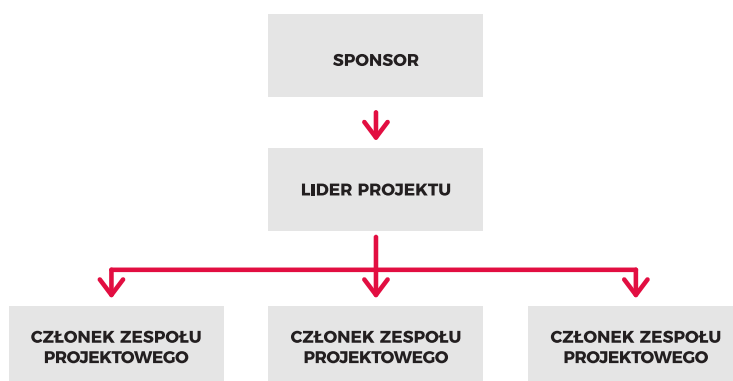 SPONSOR
LIDER PROJEKTU
CZŁONEK ZESPOŁU
PROJEKTOWEGO
CZŁONEK ZESPOŁU
PROJEKTOWEGO
CZŁONEK ZESPOŁU
PROJEKTOWEGO